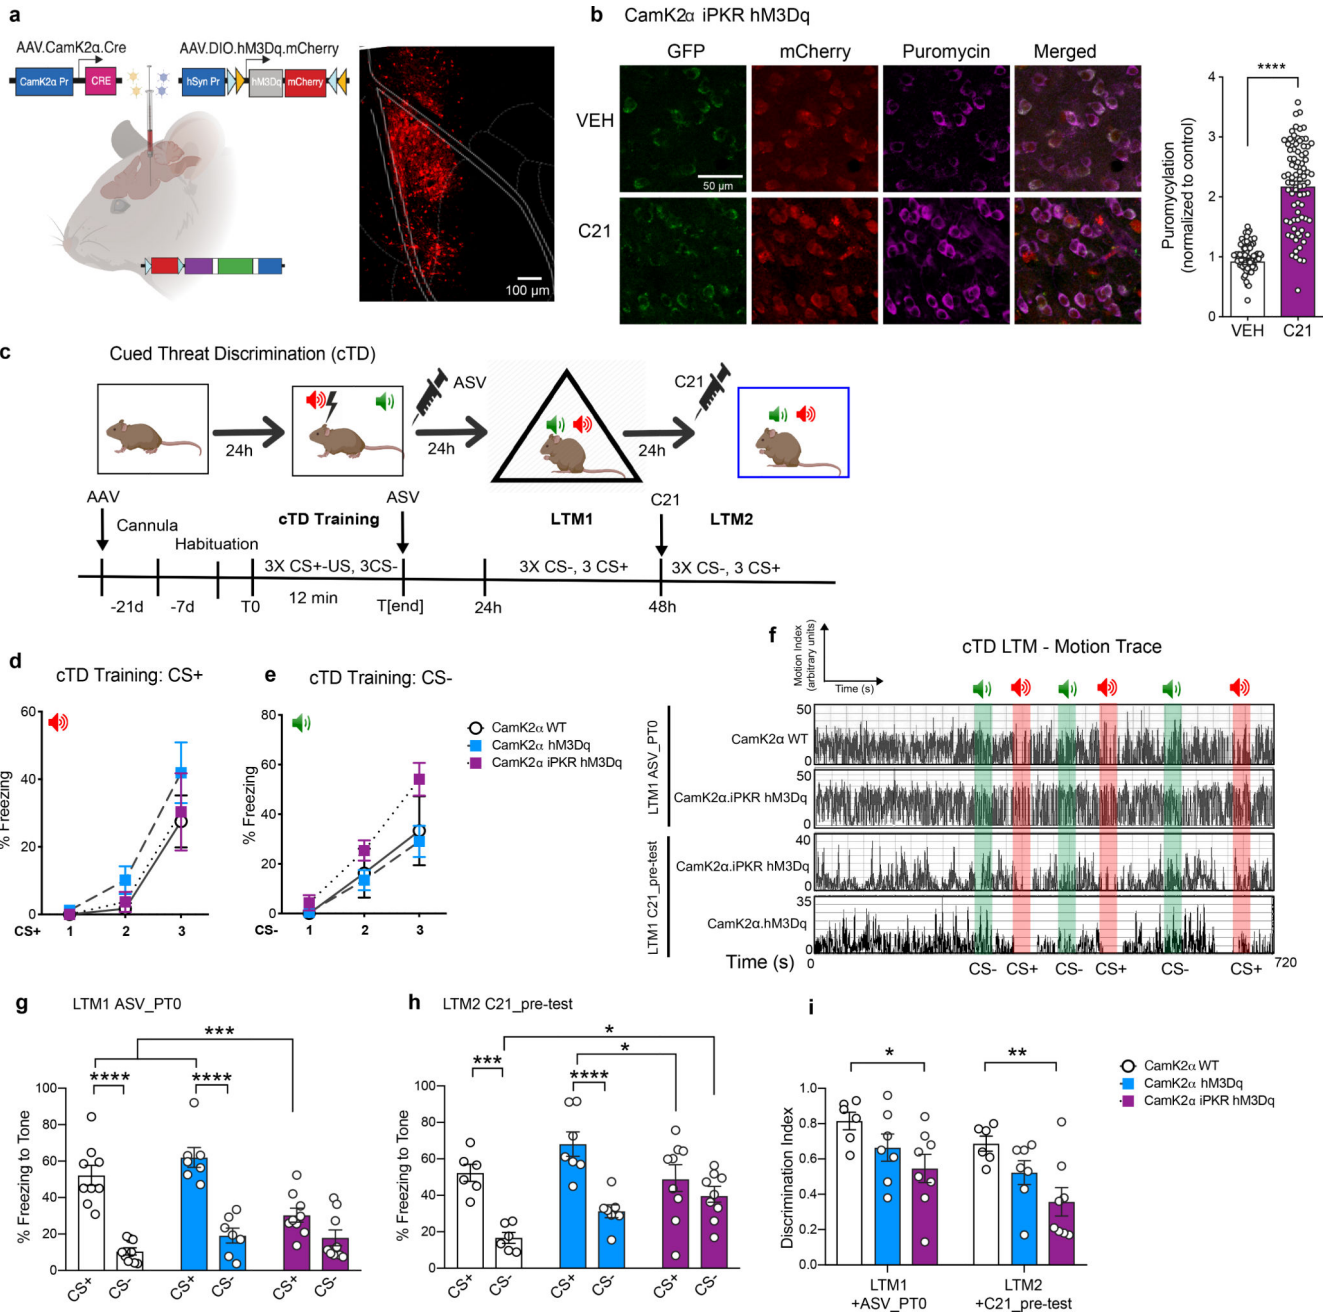 a
AAV.CamK2α.Cre
AAV.DIO.hM3Dq.mCherry
CamK2α Pr
CRE
hSyn Pr
hM3Dq
mCherry
100 µm
b
CamK2α iPKR hM3Dq
GFP
mCherry
Puromycin
Merged
VEH
C21
50 µm
****
Puromycylation
(normalized to control)
4
3
2
1
0
VEH
C21
c
Cued Threat Discrimination (cTD)
24h
ASV
24h
C21
24h
AAV
Cannula
Habituation
cTD Training
ASV
LTM1
C21
LTM2
3X CS+-US, 3CS-
3X CS-, 3 CS+
3X CS-, 3 CS+
-21d
-7d
T0
12 min
T[end]
24h
48h
d
cTD Training: CS+
% Freezing
60
40
20
0
CS+
1
2
3
e
cTD Training: CS-
% Freezing
80
60
40
20
0
CS-
1
2
3
CamK2α WT
CamK2α hM3Dq
CamK2α iPKR hM3Dq
f
Motion Index
(arbitrary units)
Time (s)
cTD LTM - Motion Trace
LTM1 ASV_PT0
LTM1 C21_pre-test
CamK2α WT
50
0
CamK2α.iPKR hM3Dq
50
0
CamK2α.iPKR hM3Dq
40
0
CamK2α.hM3Dq
35
0
Time (s)
0
720
CS-
CS+
CS-
CS+
CS-
CS+
g
LTM1 ASV_PT0
***
****
****
% Freezing to Tone
100
80
60
40
20
0
CS+
CS-
CS+
CS-
CS+
CS-
h
LTM2 C21_pre-test
*
*
***
****
% Freezing to Tone
100
80
60
40
20
0
CS+
CS-
CS+
CS-
CS+
CS-
i
*
**
Discrimination Index
1.0
0.8
0.6
0.4
0.2
0.0
LTM1
+ASV_PT0
LTM2
+C21_pre-test
CamK2α WT
CamK2α hM3Dq
CamK2α iPKR hM3Dq